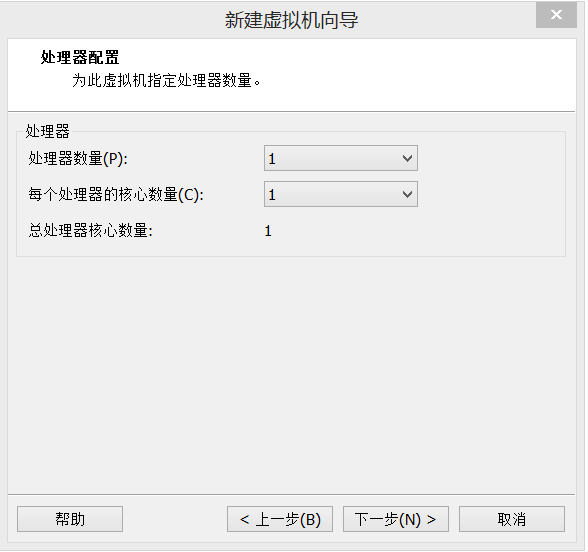 新建虚拟机向导
处理器配置
为此虚拟机指定处理器数量。
处理器
处理器数量(P): 1
每个处理器的核心数量(C): 1
总处理器核心数量: 1
帮助 < 上一步(B) 下一步(N) > 取消